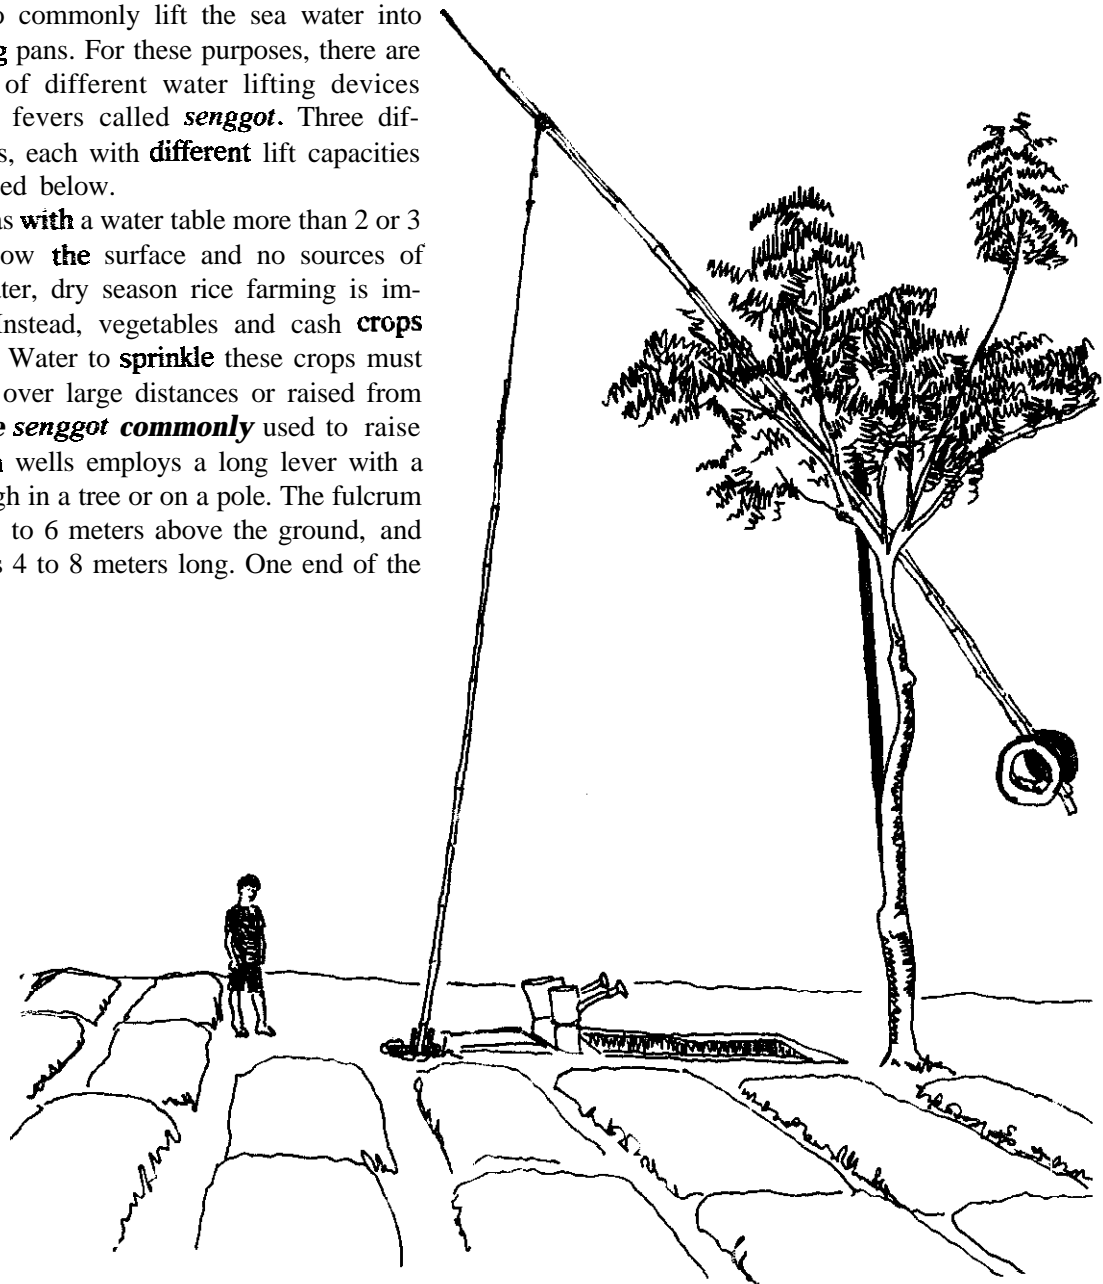 commonly lift the sea water into
pans. For these purposes, there are
of different water lifting devices
fevers called senggot. Three dif-
s, each with different lift capacities
ed below.
as with a water table more than 2 or 3
ow the surface and no sources of
ater, dry season rice farming is im-
Instead, vegetables and cash crops
Water to sprinkle these crops must
over large distances or raised from
e senggot commonly used to raise
wells employs a long lever with a
gh in a tree or on a pole. The fulcrum
to 6 meters above the ground, and
s 4 to 8 meters long. One end of the